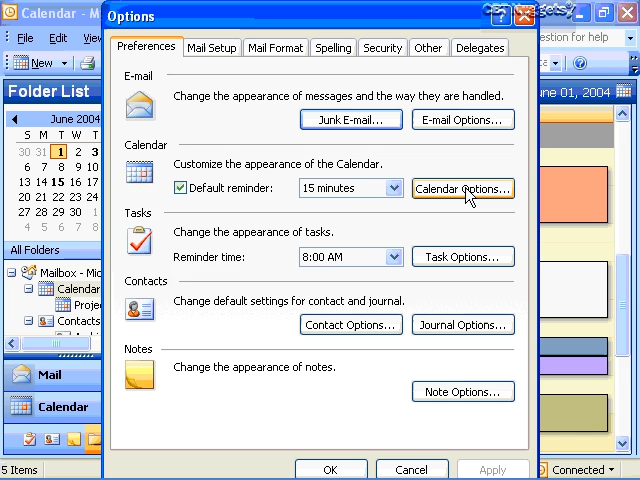 Calendar - M
Options
File Edit Vie
estion for help
New
Preferences Mail Setup Mail Format Spelling Security Other Delegates
Folder List
une 01, 2004
E-mail
Change the appearance of messages and the way they are handled.
Junk E-mail... E-mail Options...
June 2004
S M T W T
30 31 1 2 3
6 7 8 9 10
13 14 15 16 17
20 21 22 23 24
27 28 29 30 1
4 5 6 7 8
Calendar
Customize the appearance of the Calendar.
Default reminder: 15 minutes Calendar Options...
Tasks
Change the appearance of tasks.
Reminder time: 8:00 AM Task Options...
All Folders
Mailbox - Mic
Calendar
Proje
Contacts
Contacts
Change default settings for contact and journal.
Contact Options... Journal Options...
Notes
Change the appearance of notes.
Note Options...
Mail
Calendar
5 Items
OK Cancel Apply
Connected